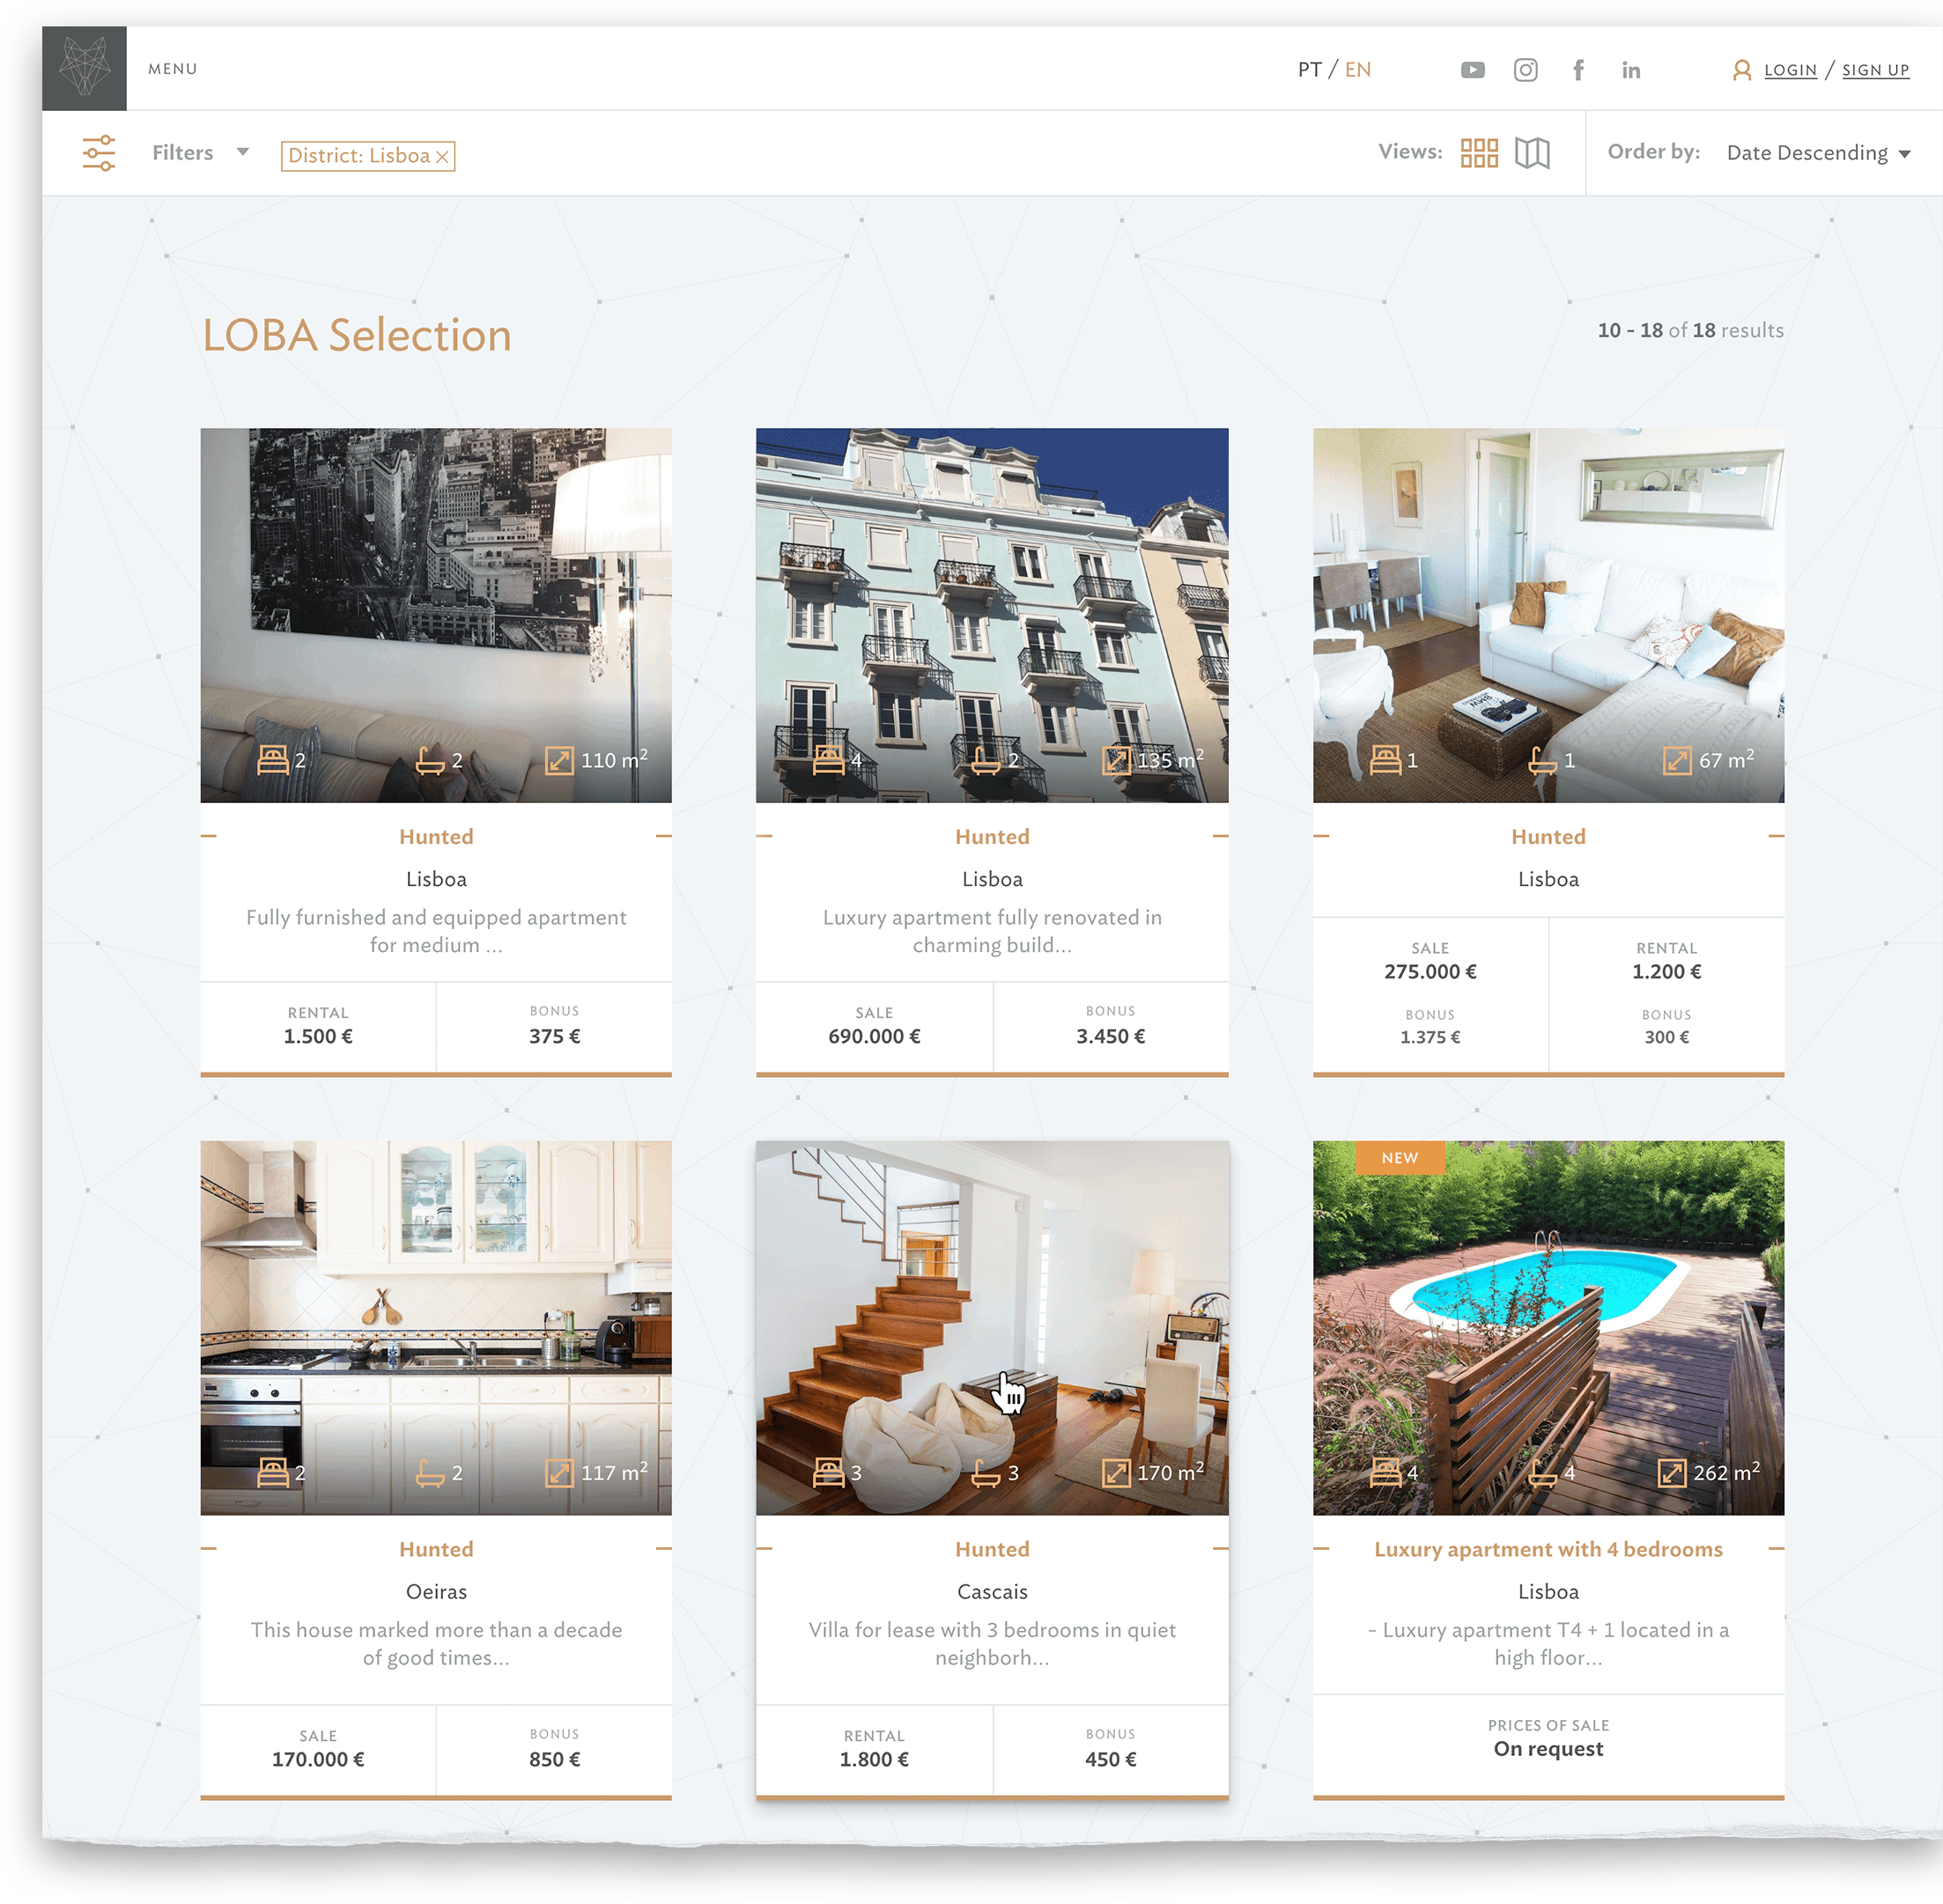 MENU
PT / EN
LOGIN / SIGN UP
Filters
District: Lisboa
Views:
Order by: Date Descending
LOBA Selection
10 - 18 of 18 results
2 2 110 m²
Hunted
Lisboa
Fully furnished and equipped apartment
for medium ...
RENTAL
1.500 €
BONUS
375 €
4 2 135 m²
Hunted
Lisboa
Luxury apartment fully renovated in
charming build...
SALE
690.000 €
BONUS
3.450 €
1 1 67 m²
Hunted
Lisboa
SALE
275.000 €
RENTAL
1.200 €
BONUS
1.375 €
BONUS
300 €
2 2 117 m²
Hunted
Oeiras
This house marked more than a decade
of good times...
SALE
170.000 €
BONUS
850 €
3 3 170 m²
Hunted
Cascais
Villa for lease with 3 bedrooms in quiet
neighborh...
RENTAL
1.800 €
BONUS
450 €
NEW
4 4 262 m²
Luxury apartment with 4 bedrooms
Lisboa
- Luxury apartment T4 + 1 located in a
high floor...
PRICES OF SALE
On request